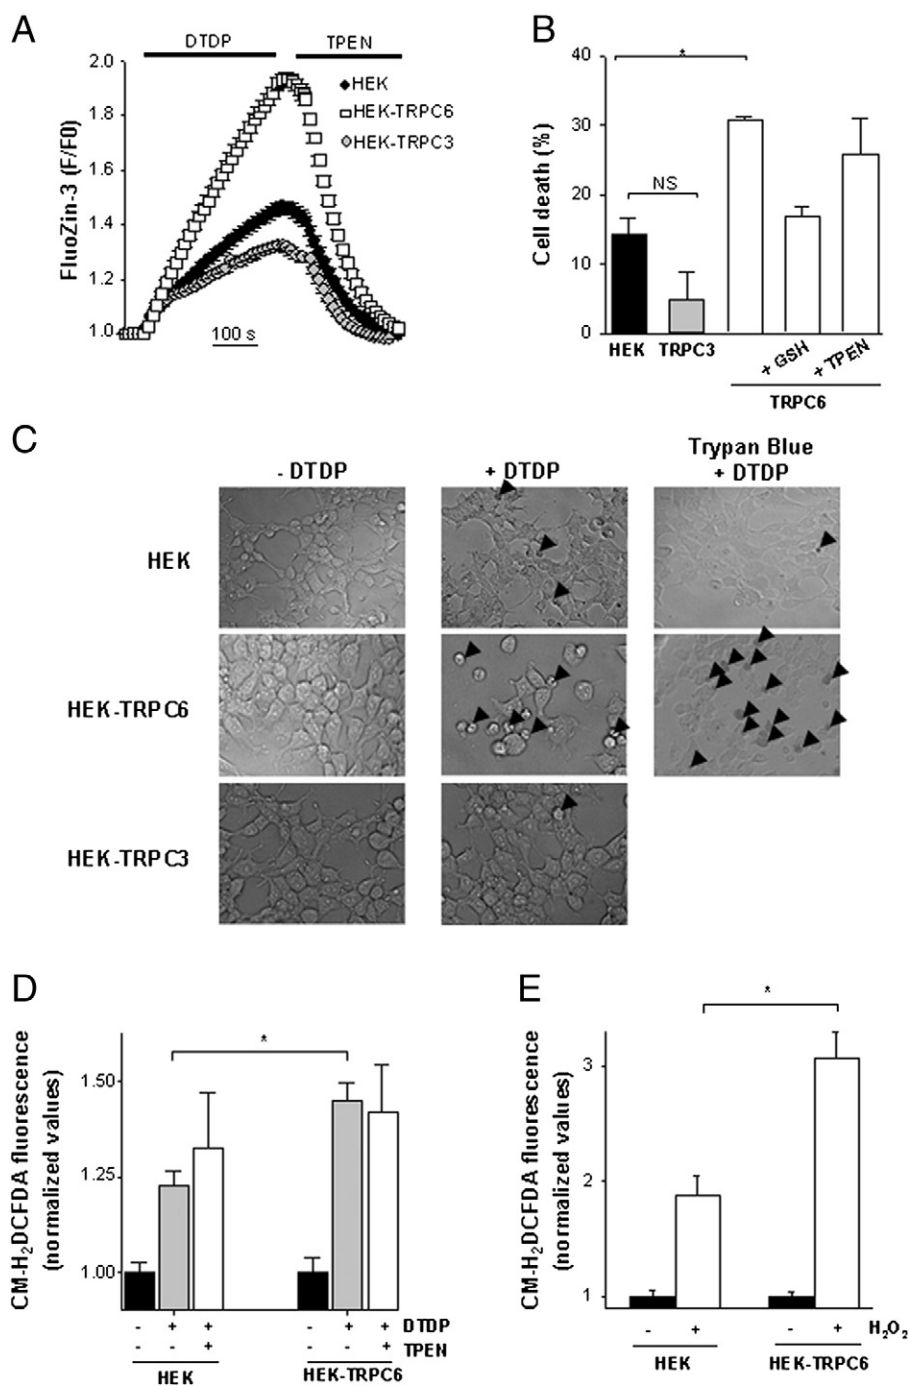 A
DTDP
TPEN
FluoZin-3 (F/F0)
2.0
1.8
1.6
1.4
1.2
1.0
HEK
HEK-TRPC6
HEK-TRPC3
100 s
B
*
NS
Cell death (%)
40
30
20
10
0
HEK
TRPC3
+ GSH
+ TPEN
TRPC6
C
- DTDP
+ DTDP
Trypan Blue
+ DTDP
HEK
HEK-TRPC6
HEK-TRPC3
D
*
CM-H₂DCFDA fluorescence
(normalized values)
1.50
1.25
1.00
- + + - + + DTDP
+ + TPEN
HEK
HEK-TRPC6
E
*
CM-H₂DCFDA fluorescence
(normalized values)
3
2
1
- + - + H₂O₂
HEK
HEK-TRPC6